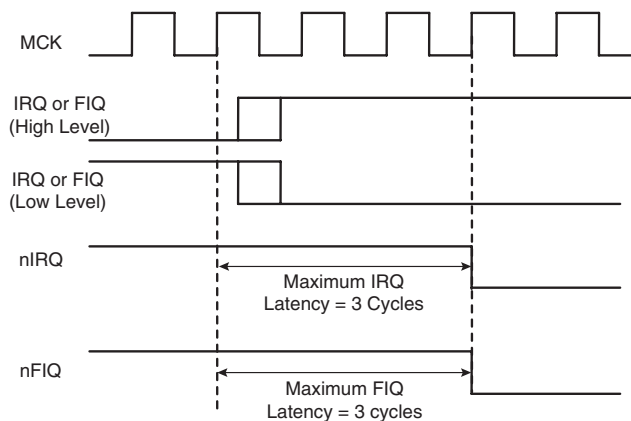 MCK
IRQ or FIQ
(High Level)
IRQ or FIQ
(Low Level)
nIRQ
Maximum IRQ
Latency = 3 Cycles
nFIQ
Maximum FIQ
Latency = 3 cycles